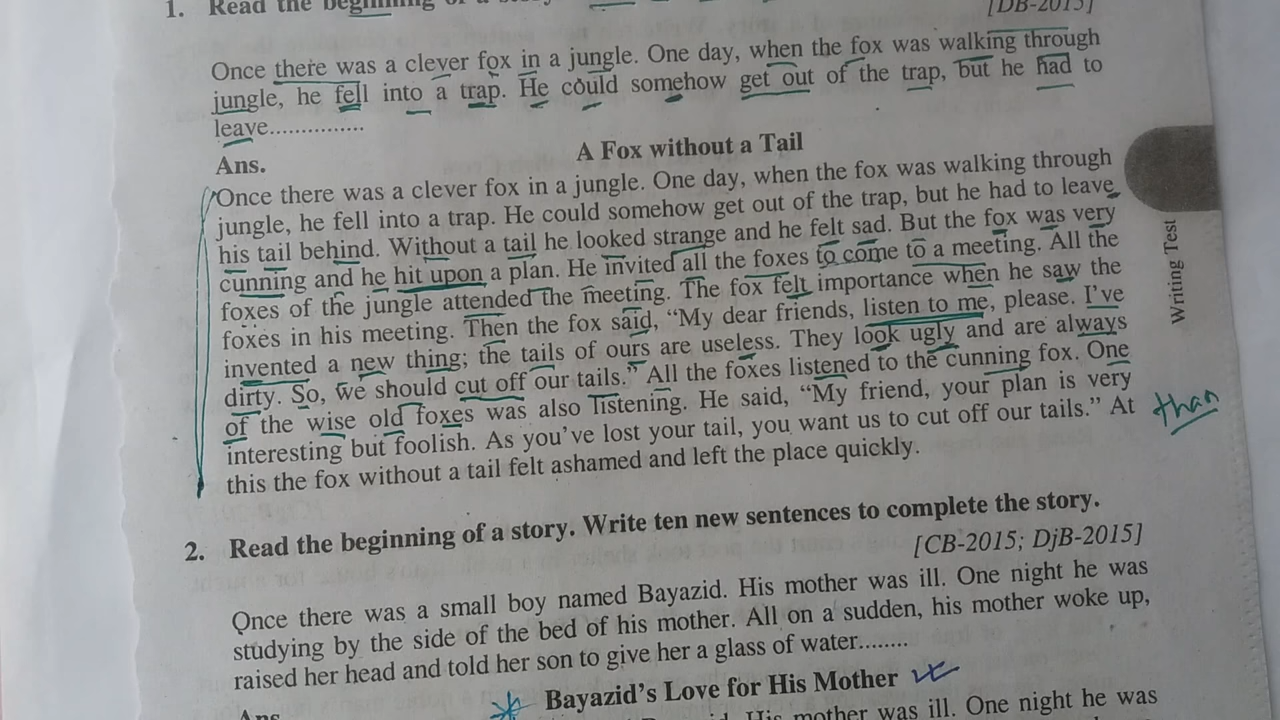 1. Read the beginning of a story
[DB-2015]
Once there was a clever fox in a jungle. One day, when the fox was walking through
jungle, he fell into a trap. He could somehow get out of the trap, but he had to
leave...............
Ans.
A Fox without a Tail
Once there was a clever fox in a jungle. One day, when the fox was walking through
jungle, he fell into a trap. He could somehow get out of the trap, but he had to leave
his tail behind. Without a tail he looked strange and he felt sad. But the fox was very
cunning and he hit upon a plan. He invited all the foxes to come to a meeting. All the
foxes of the jungle attended the meeting. The fox felt importance when he saw the
foxes in his meeting. Then the fox said, “My dear friends, listen to me, please. I’ve
invented a new thing; the tails of ours are useless. They look ugly and are always
dirty. So, we should cut off our tails.” All the foxes listened to the cunning fox. One
of the wise old foxes was also listening. He said, “My friend, your plan is very
interesting but foolish. As you’ve lost your tail, you want us to cut off our tails.” At
this the fox without a tail felt ashamed and left the place quickly.
than
Writing Test
2. Read the beginning of a story. Write ten new sentences to complete the story.
[CB-2015; DjB-2015]
Once there was a small boy named Bayazid. His mother was ill. One night he was
studying by the side of the bed of his mother. All on a sudden, his mother woke up,
raised her head and told her son to give her a glass of water........
Bayazid’s Love for His Mother
Ans
His mother was ill. One night he was